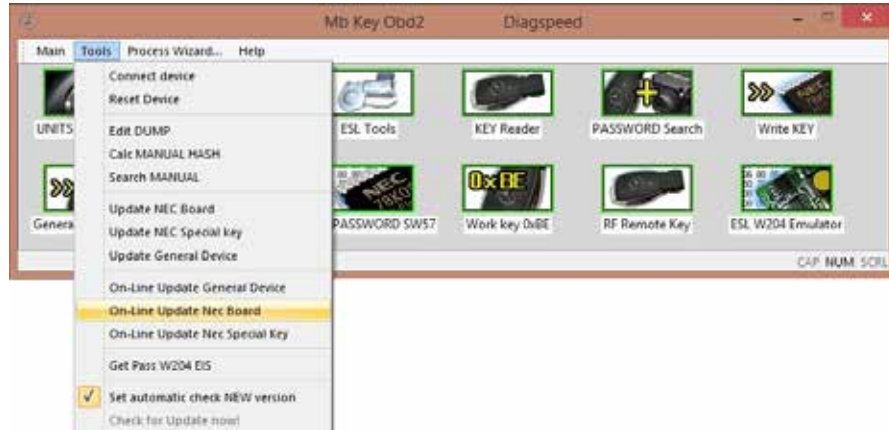 Mb Key Obd2 Diagspeed
Main Tools Process Wizard... Help
Connect device
Reset Device
Edit DUMP
Calc MANUAL HASH
Search MANUAL
Update NEC Board
Update NEC Special key
Update General Device
On-Line Update General Device
On-Line Update Nec Board
On-Line Update Nec Special Key
Get Pass W204 EIS
Set automatic check NEW version
Check for Update now!
UNITS
ESL Tools
KEY Reader
PASSWORD Search
Write KEY
NEC
Genera
PASSWORD SW57
Work key 0xBE
RF Remote Key
ESL W204 Emulator
NEC
78K0
0xBE
CAP NUM SCRL